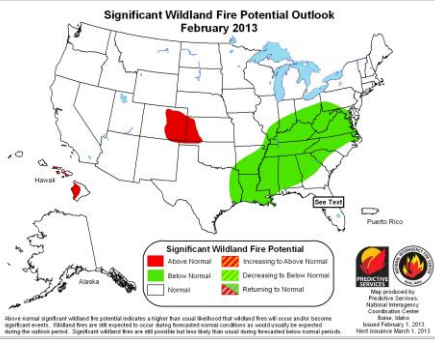 Significant Wildland Fire Potential Outlook
February 2013
Hawaii
See Text
Puerto Rico
Alaska
Significant Wildland Fire Potential
Above Normal
Increasing to Above Normal
Below Normal
Decreasing to Below Normal
Normal
Returning to Normal
PREDICTIVE
SERVICES
Map produced by
Predictive Services,
National Interagency
Coordination Center
Boise, Idaho
Issued February 1, 2013
Next issuance March 1, 2013
Above normal significant wildland fire potential indicates a higher than usual likelihood that wildland fires will occur and/or become
significant events. Wildland fires are still expected to occur during forecasted normal conditions as would usually be expected
during the outlook period. Significant wildland fires are still possible but less likely than usual during forecasted below normal periods.